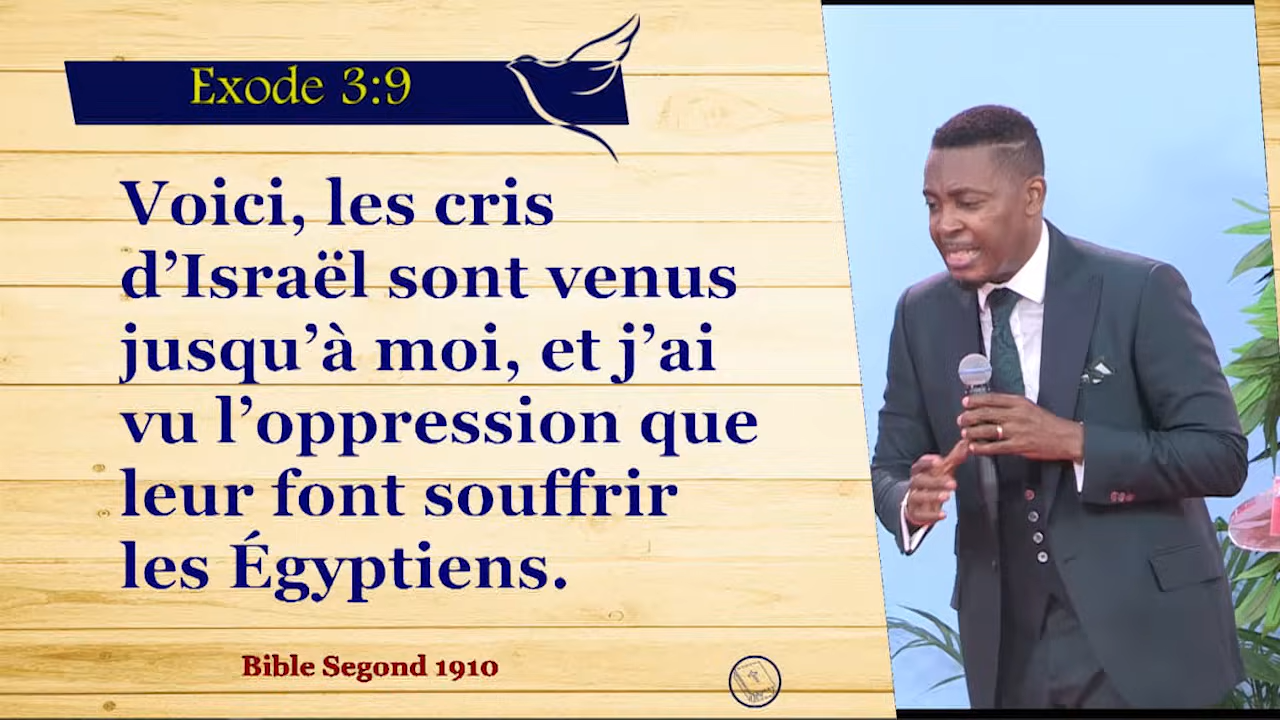 Exode 3:9
Voici, les cris
d’Israël sont venus
jusqu’à moi, et j’ai
vu l’oppression que
leur font souffrir
les Égyptiens.
Bible Segond 1910